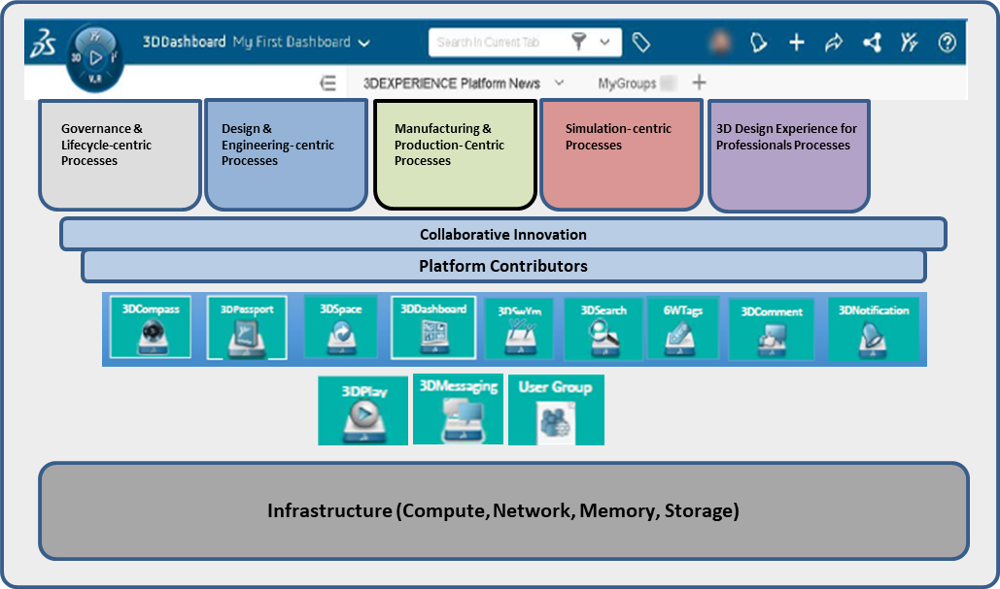 3DS
3DDashboard My First Dashboard
Search In Current Tab
3D
V.R
3DEXPERIENCE Platform News
MyGroups
Governance &
Lifecycle-centric
Processes
Design &
Engineering- centric
Processes
Manufacturing &
Production- Centric
Processes
Simulation- centric
Processes
3D Design Experience for
Professionals Processes
Collaborative Innovation
Platform Contributors
3DCompass
3DPassport
3DSpace
3DDashboard
3DSwYm
3DSearch
6WTags
3DComment
3DNotification
3DPlay
3DMessaging
User Group
Infrastructure (Compute, Network, Memory, Storage)